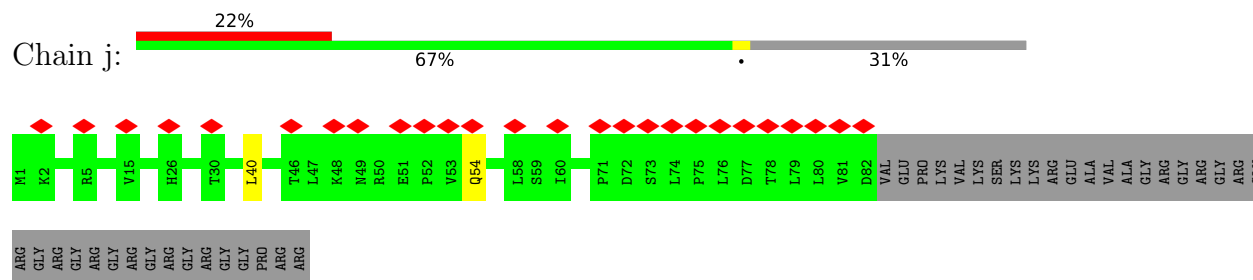 22%
Chain j:
67% • 31%
M1 K2 R5 V15 H26 T30 L40 T46 L47 K48 N49 R50 E51 P52 V53 Q54 L58 S59 I60 P71 D72 S73 L74 P75 L76 D77 T78 L79 L80 V81 D82 VAL GLU PRO LYS VAL LYS SER LYS LYS ARG GLU ALA VAL ALA GLY ARG GLY ARG GLY ARG
ARG GLY ARG GLY ARG GLY ARG GLY ARG GLY ARG GLY GLY PRO ARG ARG